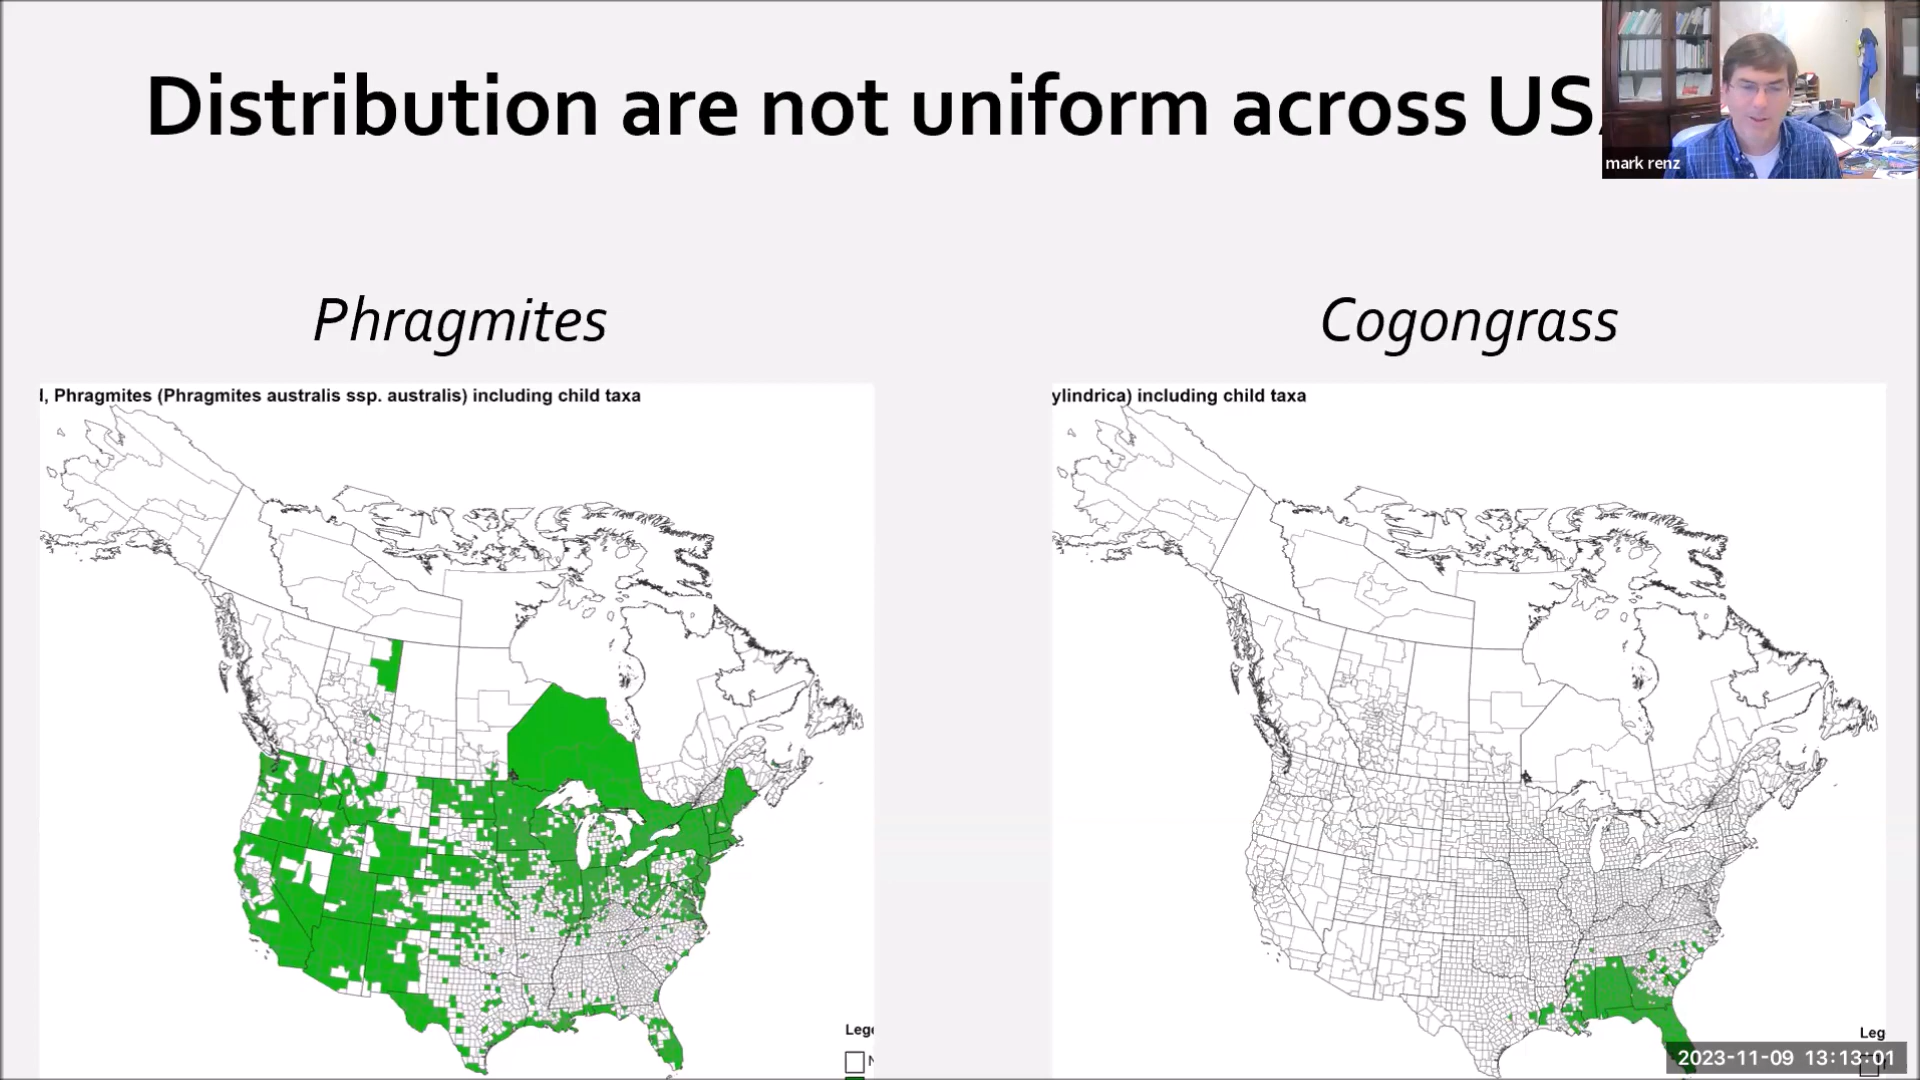 Distribution are not uniform across US
mark renz
Phragmites
Cogongrass
, Phragmites (Phragmites australis ssp. australis) including child taxa
ylindrica) including child taxa
Leg
Leg
2023-11-09 13:13:01